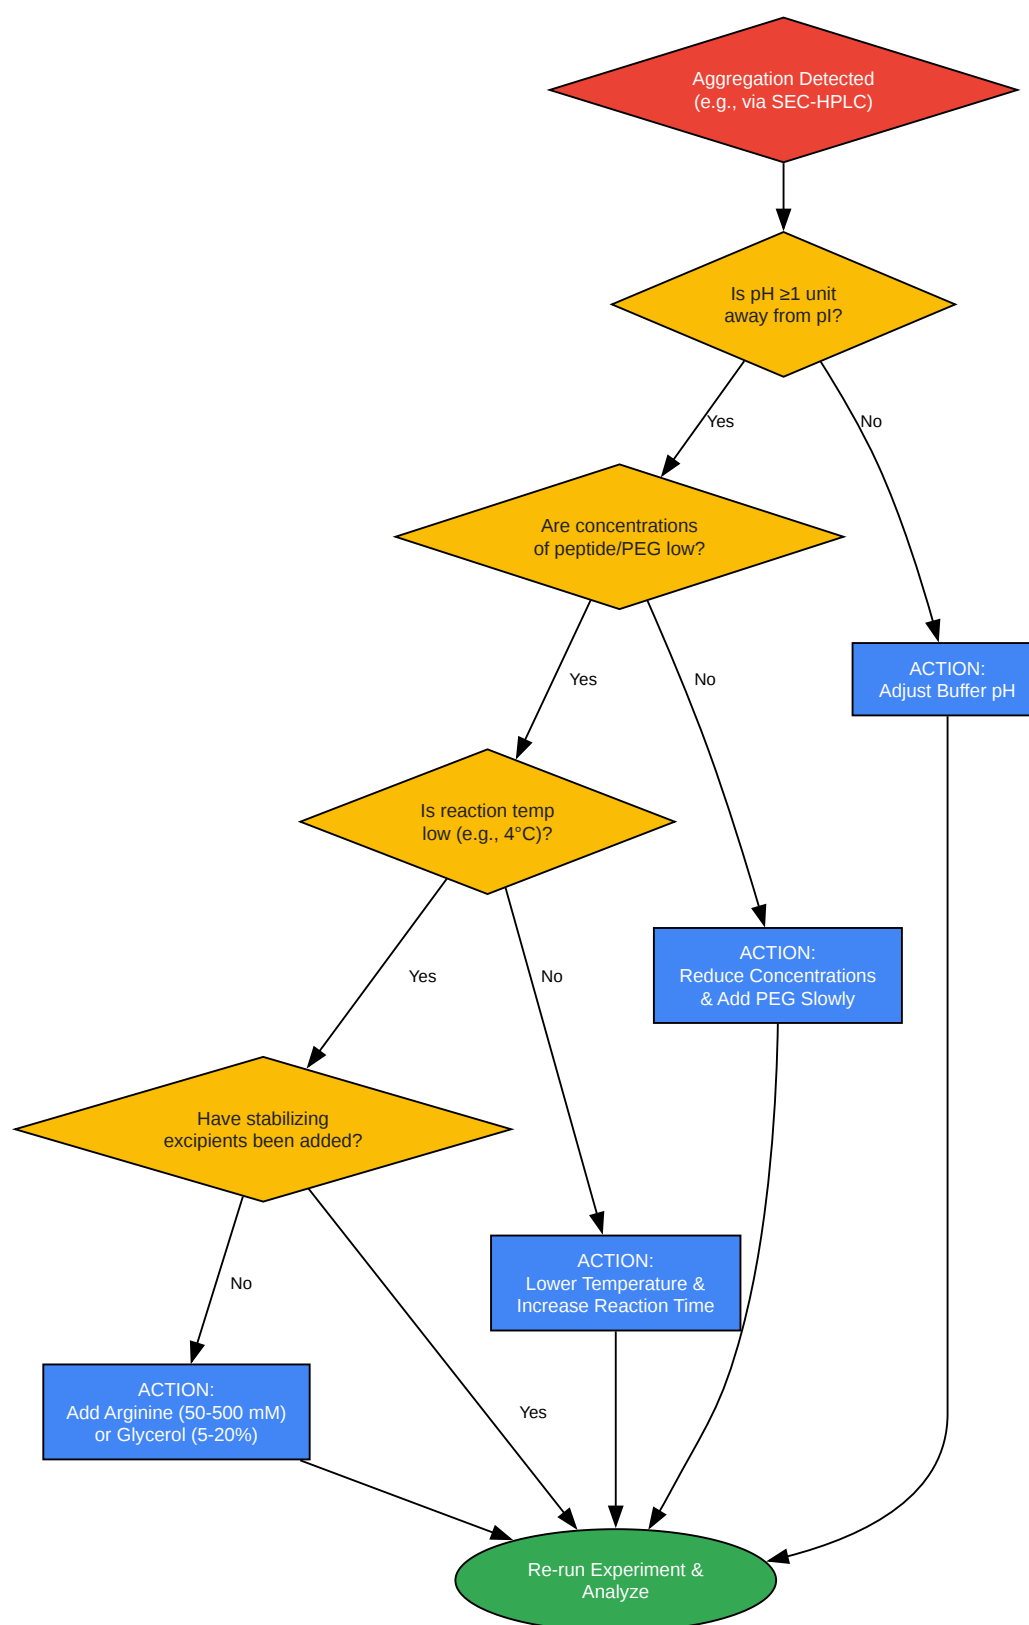 Aggregation Detected
(e.g., via SEC-HPLC)
Is pH ≥1 unit
away from pI?
Yes
No
Are concentrations
of peptide/PEG low?
ACTION:
Adjust Buffer pH
Yes
No
Is reaction temp
low (e.g., 4°C)?
ACTION:
Reduce Concentrations
& Add PEG Slowly
Yes
No
Have stabilizing
excipients been added?
ACTION:
Lower Temperature &
Increase Reaction Time
No
Yes
ACTION:
Add Arginine (50-500 mM)
or Glycerol (5-20%)
Re-run Experiment &
Analyze